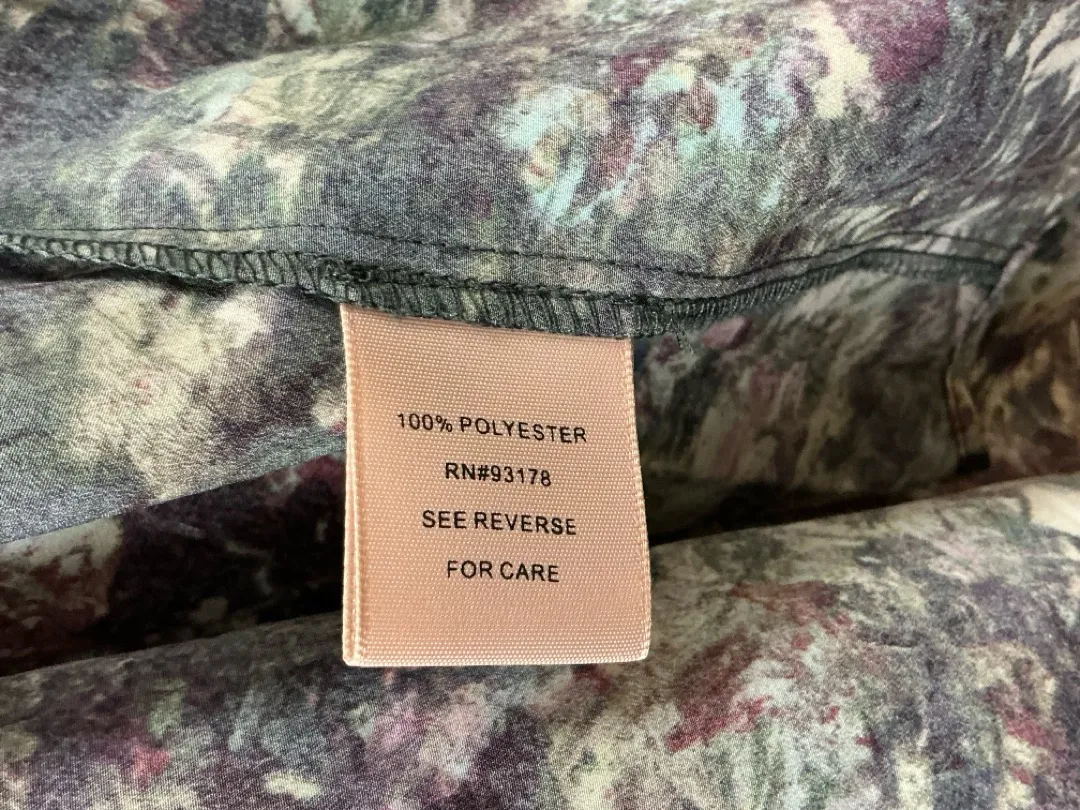 100% POLYESTER
RN#93178
SEE REVERSE
FOR CARE